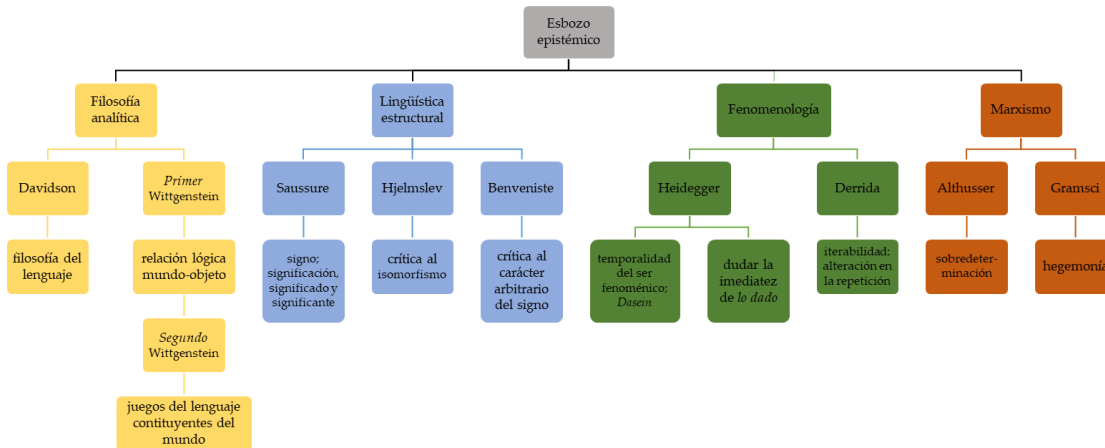 Esbozo
epistémico
Filosofía
analítica
Lingüística
estructural
Fenomenología
Marxismo
Davidson
Primer
Wittgenstein
Saussure
Hjelmslev
Benveniste
Heidegger
Derrida
Althusser
Gramsci
filosofía del
lenguaje
relación lógica
mundo-objeto
signo;
significación,
significado y
significante
crítica al
isomorfismo
crítica al
carácter
arbitrario
del signo
temporalidad
del ser
fenoménico;
Dasein
dudar la
imediatez
de lo dado
iterabilidad:
alteración en
la repetición
sobredeter-
minación
hegemonía
Segundo
Wittgenstein
juegos del lenguaje
contituyentes del
mundo